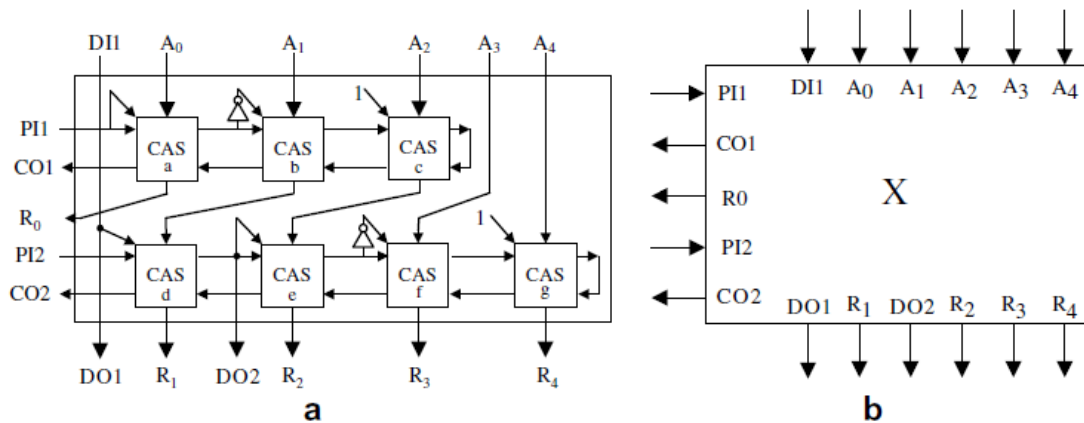 DI1 A₀ A₁ A₂ A₃ A₄
1
PI1
CAS a CAS b CAS c
CO1
R₀
1
PI2
CAS d CAS e CAS f CAS g
CO2
DO1 R₁ DO2 R₂ R₃ R₄
a
DI1 A₀ A₁ A₂ A₃ A₄
PI1
CO1
X
R0
PI2
CO2
DO1 R₁ DO2 R₂ R₃ R₄
b